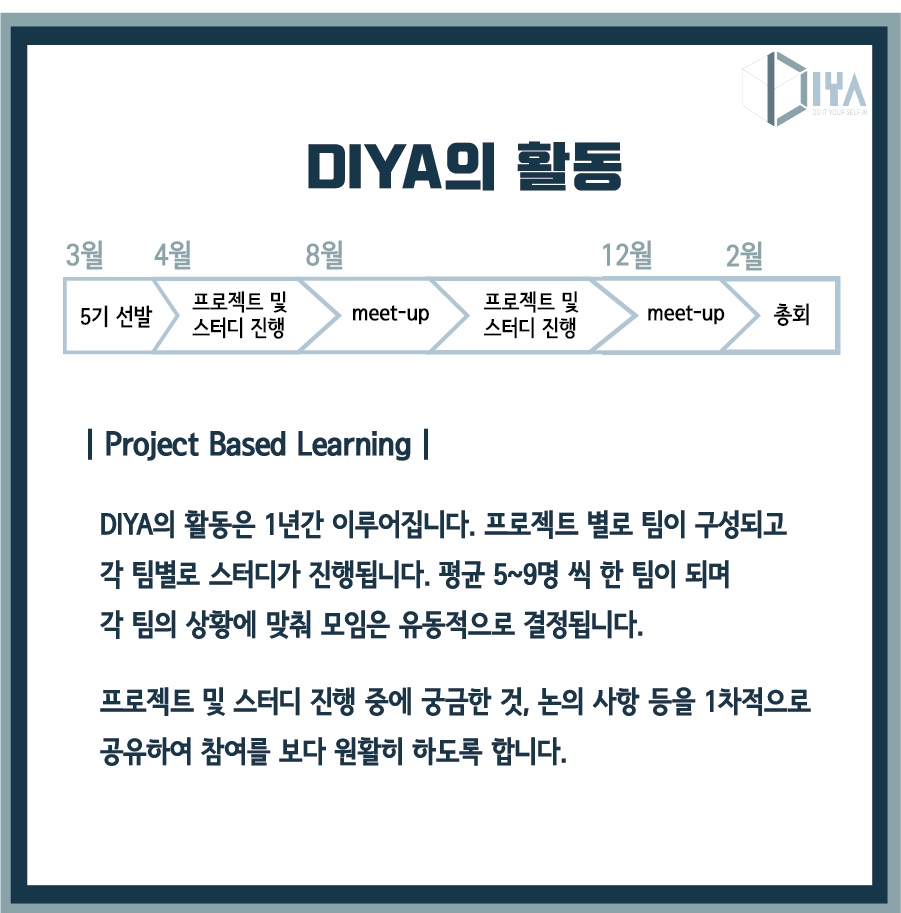 DIYA
DO IT YOUR SELF AI
DIYA의 활동
3월 4월 8월 12월 2월
5기 선발
프로젝트 및
스터디 진행
meet-up
프로젝트 및
스터디 진행
meet-up
총회
| Project Based Learning |
DIYA의 활동은 1년간 이루어집니다. 프로젝트 별로 팀이 구성되고
각 팀별로 스터디가 진행됩니다. 평균 5~9명 씩 한 팀이 되며
각 팀의 상황에 맞춰 모임은 유동적으로 결정됩니다.
프로젝트 및 스터디 진행 중에 궁금한 것, 논의 사항 등을 1차적으로
공유하여 참여를 보다 원활히 하도록 합니다.